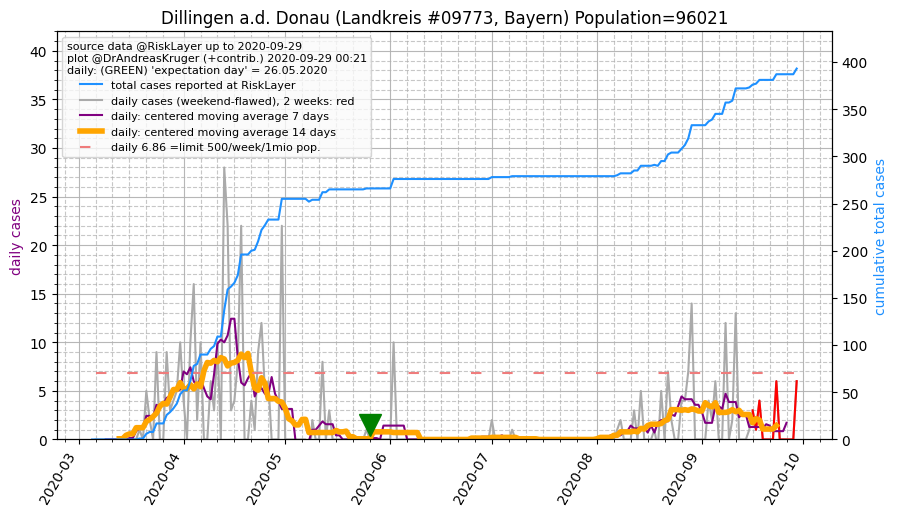 Dillingen a.d. Donau (Landkreis #09773, Bayern) Population=96021
source data @RiskLayer up to 2020-09-29
plot @DrAndreasKruger (+contrib.) 2020-09-29 00:21
daily: (GREEN) 'expectation day' = 26.05.2020
total cases reported at RiskLayer
daily cases (weekend-flawed), 2 weeks: red
daily: centered moving average 7 days
daily: centered moving average 14 days
daily 6.86 =limit 500/week/1mio pop.
daily cases
40
35
30
25
20
15
10
5
0
cumulative total cases
400
350
300
250
200
150
100
50
0
2020-03
2020-04
2020-05
2020-06
2020-07
2020-08
2020-09
2020-10